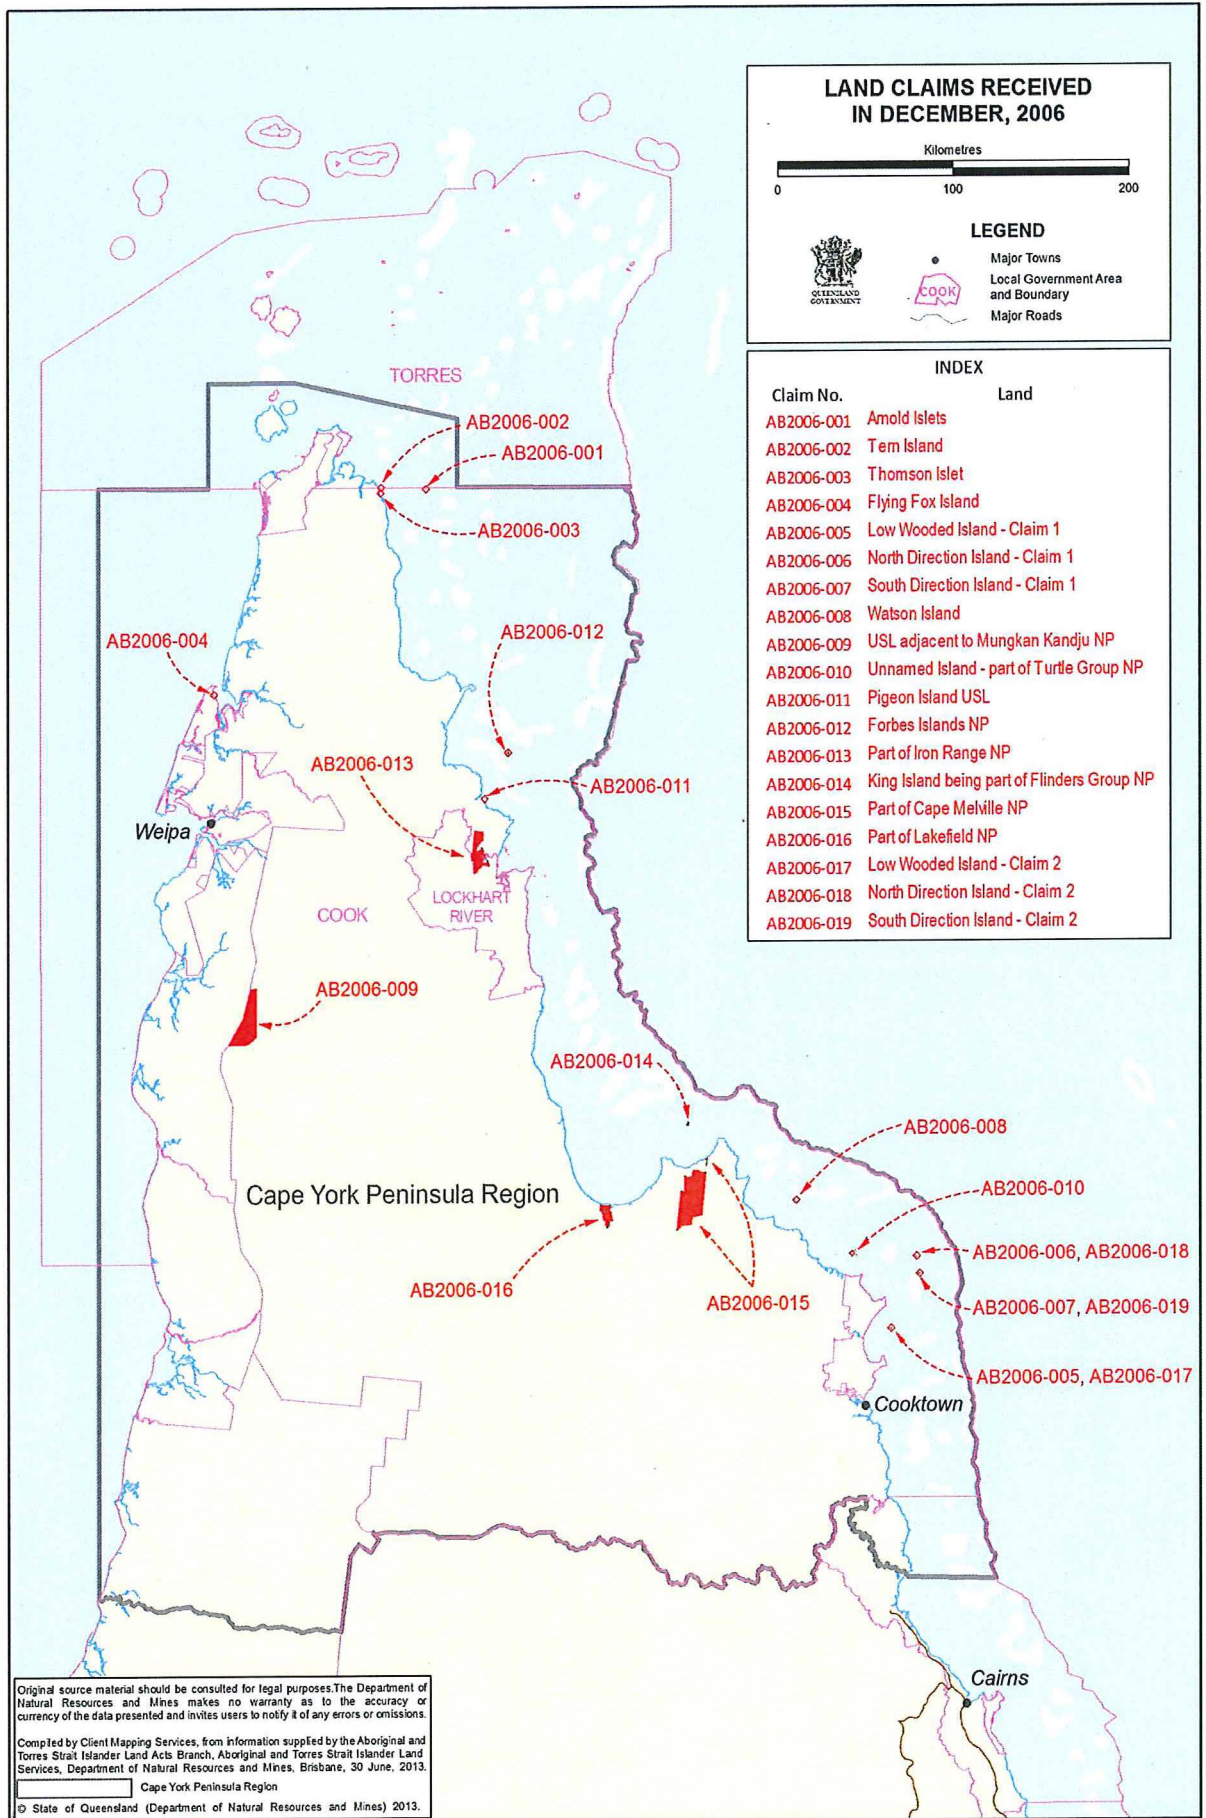 LAND CLAIMS RECEIVED
IN DECEMBER, 2006
Kilometres
0 100 200
LEGEND
QUEENSLAND
GOVERNMENT
Major Towns
COOK
Local Government Area
and Boundary
Major Roads
INDEX
Claim No. Land
AB2006-001 Arnold Islets
AB2006-002 Tern Island
AB2006-003 Thomson Islet
AB2006-004 Flying Fox Island
AB2006-005 Low Wooded Island - Claim 1
AB2006-006 North Direction Island - Claim 1
AB2006-007 South Direction Island - Claim 1
AB2006-008 Watson Island
AB2006-009 USL adjacent to Mungkan Kandju NP
AB2006-010 Unnamed Island - part of Turtle Group NP
AB2006-011 Pigeon Island USL
AB2006-012 Forbes Islands NP
AB2006-013 Part of Iron Range NP
AB2006-014 King Island being part of Flinders Group NP
AB2006-015 Part of Cape Melville NP
AB2006-016 Part of Lakefield NP
AB2006-017 Low Wooded Island - Claim 2
AB2006-018 North Direction Island - Claim 2
AB2006-019 South Direction Island - Claim 2
TORRES
AB2006-002
AB2006-001
AB2006-003
AB2006-004
AB2006-012
AB2006-013
AB2006-011
Weipa
LOCKHART
RIVER
COOK
AB2006-009
AB2006-014
AB2006-008
Cape York Peninsula Region
AB2006-010
AB2006-006, AB2006-018
AB2006-016
AB2006-015
AB2006-007, AB2006-019
AB2006-005, AB2006-017
Cooktown
Cairns
Original source material should be consulted for legal purposes.The Department of
Natural Resources and Mines makes no warranty as to the accuracy or
currency of the data presented and invites users to notify it of any errors or omissions.
Compiled by Client Mapping Services, from information supplied by the Aboriginal and
Torres Strait Islander Land Acts Branch, Aboriginal and Torres Strait Islander Land
Services, Department of Natural Resources and Mines, Brisbane, 30 June, 2013.
Cape York Peninsula Region
© State of Queensland (Department of Natural Resources and Mines) 2013.